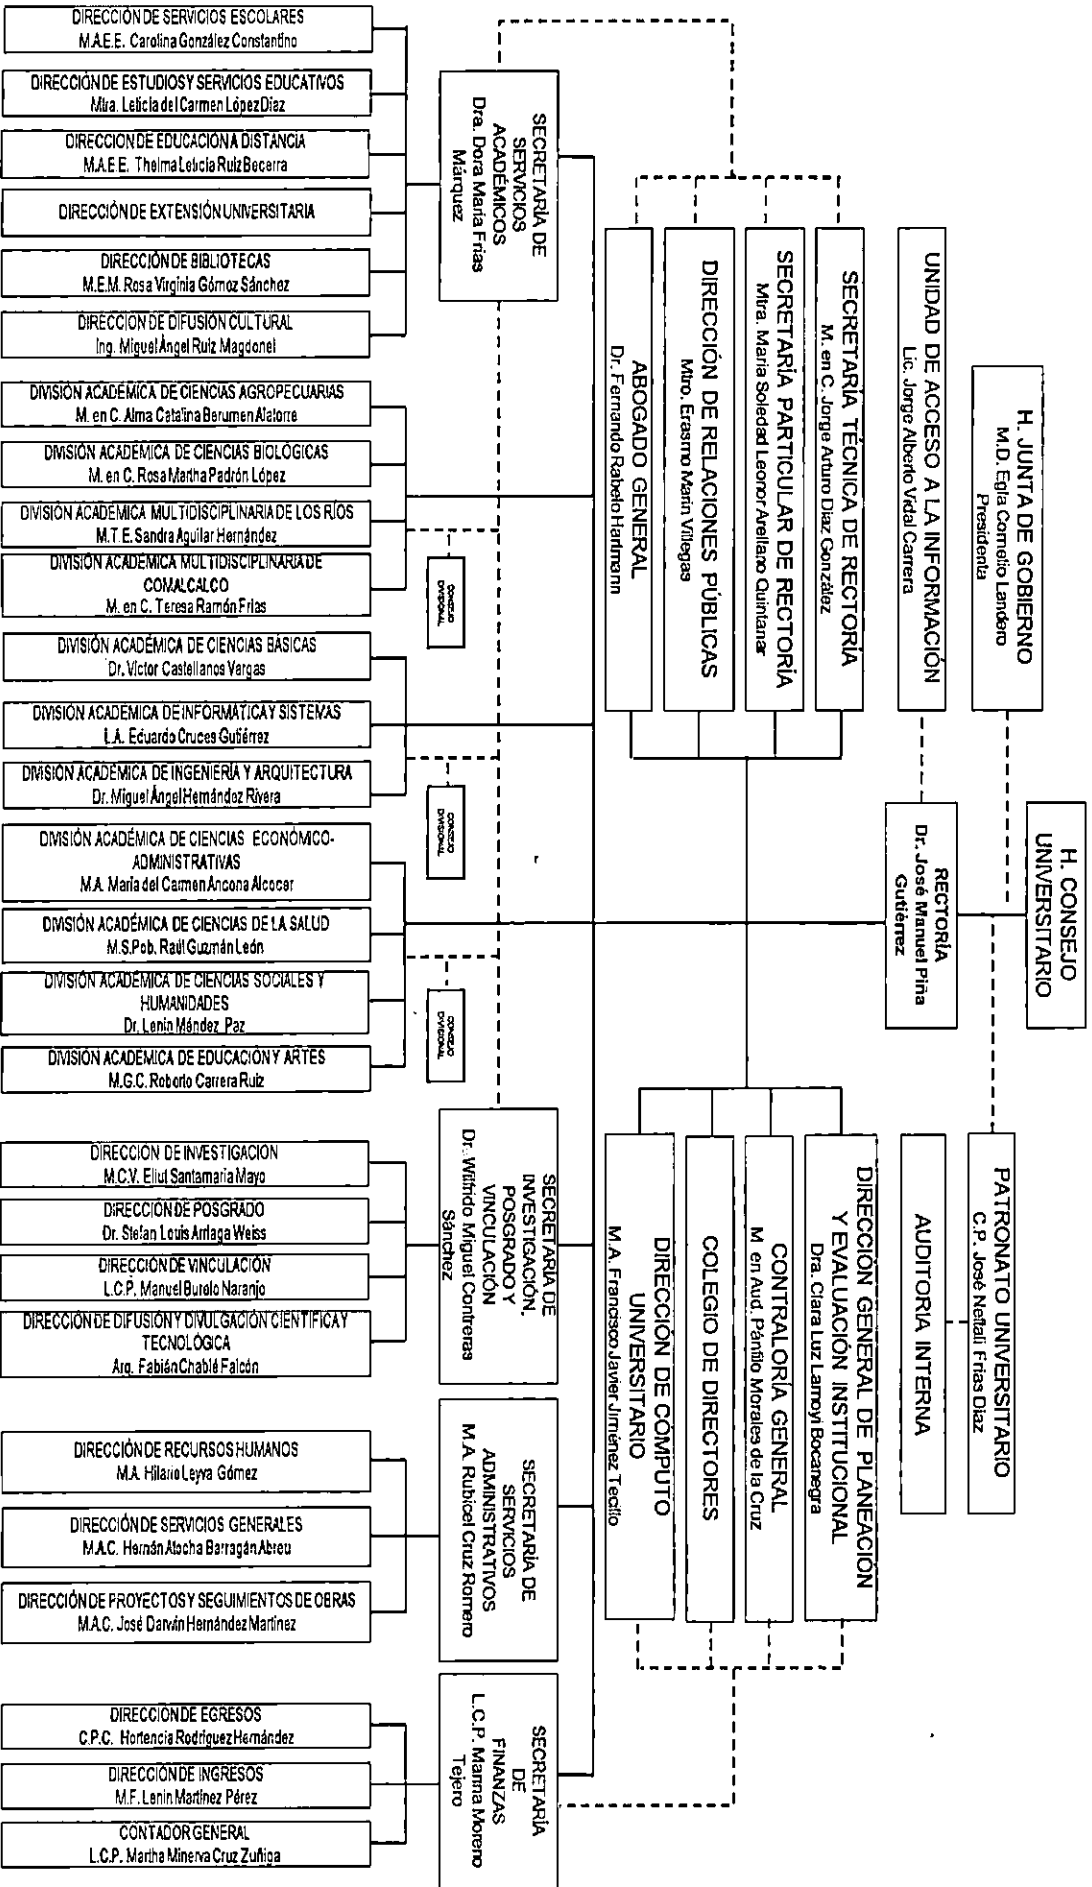 H. CONSEJO
UNIVERSITARIO
H. JUNTA DE GOBIERNO
M.D. Egla Cornelio Landero
Presidenta
PATRONATO UNIVERSITARIO
C.P. José Neftalí Frías Díaz
RECTORÍA
Dr. José Manuel Piña
Gutiérrez
UNIDAD DE ACCESO A LA INFORMACIÓN
Lic. Jorge Alberto Vidal Carrera
AUDITORIA INTERNA
SECRETARÍA TÉCNICA DE RECTORÍA
M. en C. Jorge Arturo Díaz González
SECRETARÍA PARTICULAR DE RECTORÍA
Mtra. María Soledad Leonor Arellano Quintanar
DIRECCIÓN DE RELACIONES PÚBLICAS
Mtro. Erasmo Marín Villegas
ABOGADO GENERAL
Dr. Fernando Rabelo Hartmann
DIRECCIÓN GENERAL DE PLANEACIÓN
Y EVALUACIÓN INSTITUCIONAL
Dra. Clara Luz Lamoyi Bocanegra
CONTRALORÍA GENERAL
M. en Aud. Pánfilo Morales de la Cruz
COLEGIO DE DIRECTORES
DIRECCIÓN DE CÓMPUTO
UNIVERSITARIO
M.A. Francisco Javier Jiménez Tecillo
SECRETARÍA DE
SERVICIOS
ACADÉMICOS
Dra. Dora María Frías
Márquez
SECRETARÍA DE
INVESTIGACIÓN,
POSGRADO Y
VINCULACIÓN
Dr. Wilfrido Miguel Contreras
Sánchez
SECRETARÍA DE
SERVICIOS
ADMINISTRATIVOS
M.A. Rubicel Cruz Romero
SECRETARÍA
DE
FINANZAS
L.C.P. Marina Moreno
Tejero
CONSEJO
DIVISIONAL
CONSEJO
DIVISIONAL
CONSEJO
DIVISIONAL
DIRECCIÓN DE SERVICIOS ESCOLARES
M.A.E.E. Carolina González Constantino
DIRECCIÓN DE ESTUDIOS Y SERVICIOS EDUCATIVOS
Mtra. Leticia del Carmen López Díaz
DIRECCION DE EDUCACIÓN A DISTANCIA
M.A.E.E. Thelma Leticia Ruiz Becerra
DIRECCIÓN DE EXTENSIÓN UNIVERSITARIA
DIRECCIÓN DE BIBLIOTECAS
M.E.M. Rosa Virginia Gómez Sánchez
DIRECCION DE DIFUSIÓN CULTURAL
Ing. Miguel Ángel Ruiz Magdonel
DIVISIÓN ACADÉMICA DE CIENCIAS AGROPECUARIAS
M. en C. Alma Catalina Berumen Alatorre
DIVISIÓN ACADÉMICA DE CIENCIAS BIOLÓGICAS
M. en C. Rosa Martha Padrón López
DIVISIÓN ACADÉMICA MULTIDISCIPLINARIA DE LOS RÍOS
M.T.E. Sandra Aguilar Hernández
DIVISIÓN ACADÉMICA MULTIDISCIPLINARIA DE
COMALCALCO
M. en C. Teresa Ramón Frías
DIVISIÓN ACADÉMICA DE CIENCIAS BÁSICAS
Dr. Víctor Castellanos Vargas
DIVISIÓN ACADÉMICA DE INFORMÁTICA Y SISTEMAS
L.A. Eduardo Cruces Gutiérrez
DIVISIÓN ACADÉMICA DE INGENIERÍA Y ARQUITECTURA
Dr. Miguel Ángel Hernández Rivera
DIVISIÓN ACADÉMICA DE CIENCIAS ECONÓMICO-
ADMINISTRATIVAS
M.A. María del Carmen Ancona Alcocer
DIVISIÓN ACADÉMICA DE CIENCIAS DE LA SALUD
M.S.Pob. Raúl Guzmán León
DIVISIÓN ACADÉMICA DE CIENCIAS SOCIALES Y
HUMANIDADES
Dr. Lenin Méndez Paz
DIVISIÓN ACADÉMICA DE EDUCACIÓN Y ARTES
M.G.C. Roberto Carrera Ruiz
DIRECCIÓN DE INVESTIGACION
M.C.V. Eliut Santamaria Mayo
DIRECCIÓN DE POSGRADO
Dr. Stefan Louis Arriaga Weiss
DIRECCIÓN DE VINCULACIÓN
L.C.P. Manuel Burelo Naranjo
DIRECCIÓN DE DIFUSIÓN Y DIVULGACIÓN CIENTÍFICA Y
TECNOLÓGICA
Arq. Fabián Chablé Falcón
DIRECCIÓN DE RECURSOS HUMANOS
M.A. Hilario Leyva Gómez
DIRECCIÓN DE SERVICIOS GENERALES
M.A.C. Hernán Atocha Barragán Abreu
DIRECCIÓN DE PROYECTOS Y SEGUIMIENTOS DE OBRAS
M.A.C. José Darwin Hernández Martínez
DIRECCIÓN DE EGRESOS
C.P.C. Hortencia Rodríguez Hernández
DIRECCIÓN DE INGRESOS
M.F. Lenin Martínez Pérez
CONTADOR GENERAL
L.C.P. Martha Minerva Cruz Zuñiga